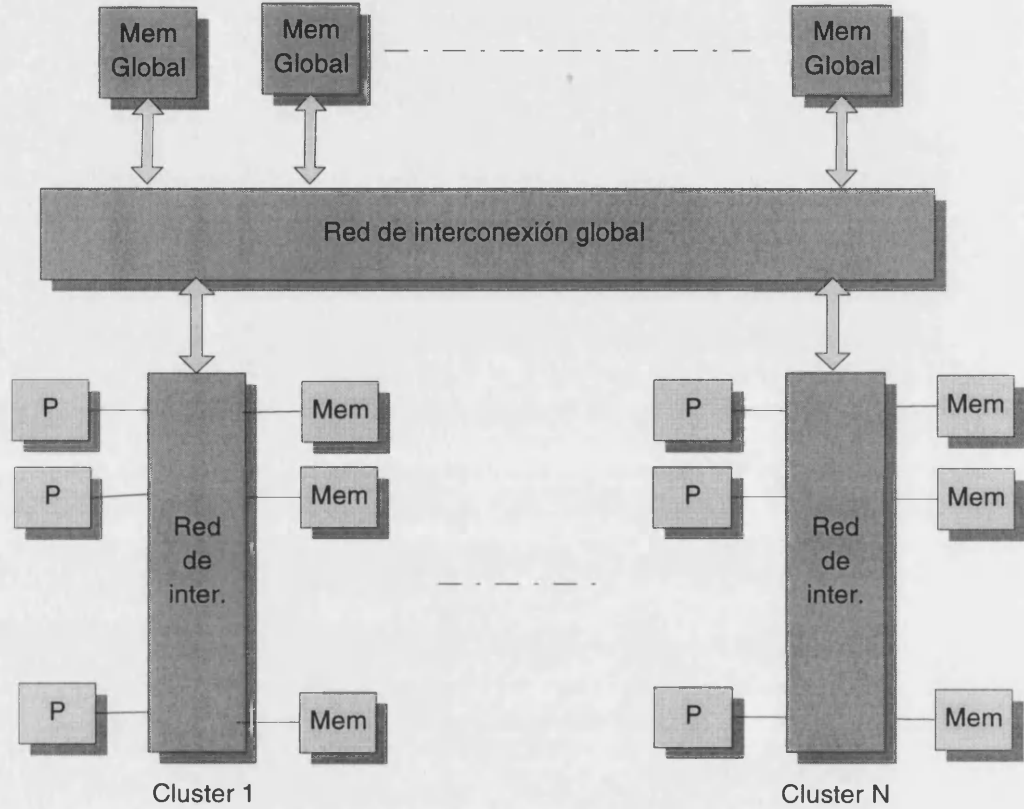 Mem
Global
Mem
Global
Mem
Global
Red de interconexión global
P
Mem
P
Mem
P
Mem
Red
de
inter.
P
Mem
P
Mem
P
Mem
Red
de
inter.
Cluster 1
Cluster N